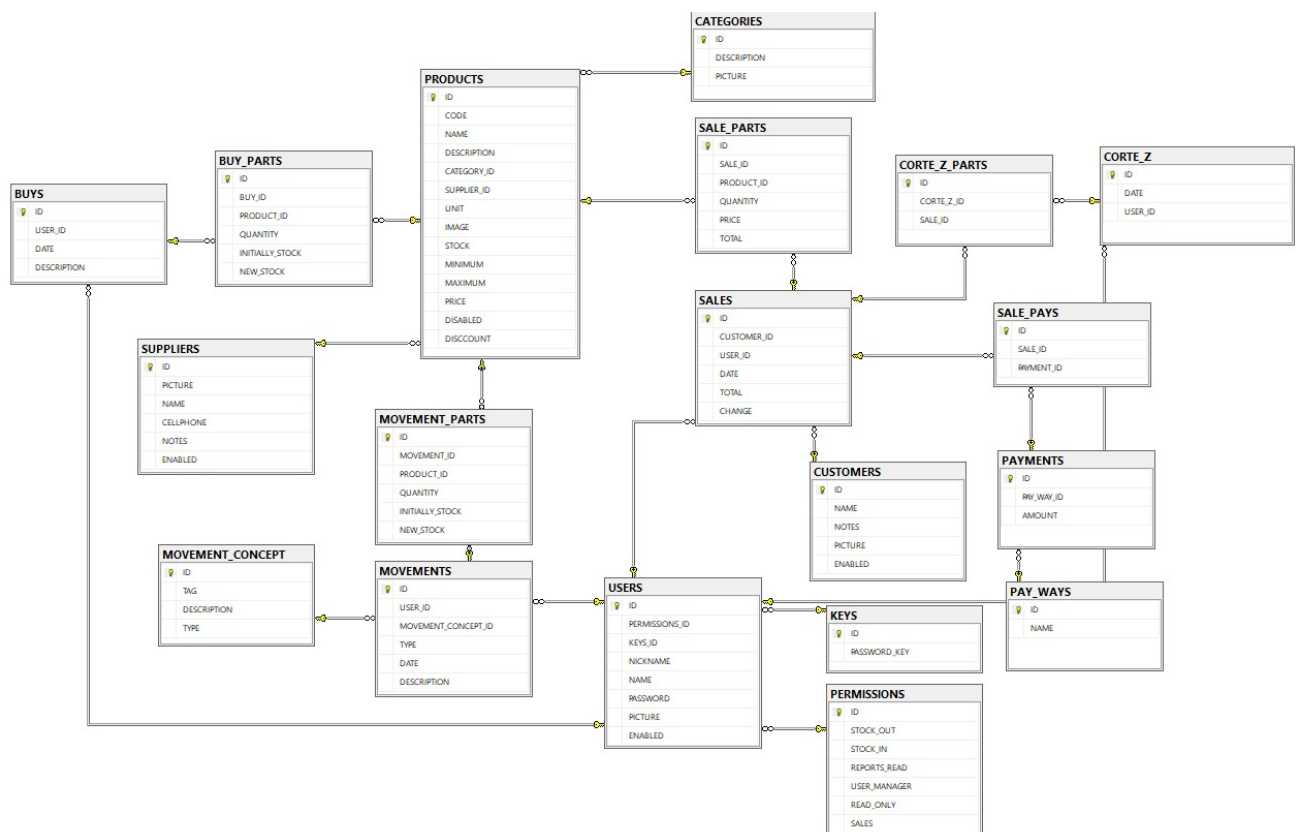 CATEGORIES
ID
DESCRIPTION
PICTURE
PRODUCTS
ID
CODE
NAME
DESCRIPTION
CATEGORY_ID
SUPPLIER_ID
UNIT
IMAGE
STOCK
MINIMUM
MAXIMUM
PRICE
DISABLED
DISCCOUNT
SALE_PARTS
ID
SALE_ID
PRODUCT_ID
QUANTITY
PRICE
TOTAL
BUY_PARTS
ID
BUY_ID
PRODUCT_ID
QUANTITY
INITIALLY_STOCK
NEW_STOCK
CORTE_Z_PARTS
ID
CORTE_Z_ID
SALE_ID
CORTE_Z
ID
DATE
USER_ID
BUYS
ID
USER_ID
DATE
DESCRIPTION
SALES
ID
CUSTOMER_ID
USER_ID
DATE
TOTAL
CHANGE
SALE_PAYS
ID
SALE_ID
PAYMENT_ID
SUPPLIERS
ID
PICTURE
NAME
CELLPHONE
NOTES
ENABLED
MOVEMENT_PARTS
ID
MOVEMENT_ID
PRODUCT_ID
QUANTITY
INITIALLY_STOCK
NEW_STOCK
CUSTOMERS
ID
NAME
NOTES
PICTURE
ENABLED
PAYMENTS
ID
PAY_WAY_ID
AMOUNT
MOVEMENT_CONCEPT
ID
TAG
DESCRIPTION
TYPE
MOVEMENTS
ID
USER_ID
MOVEMENT_CONCEPT_ID
TYPE
DATE
DESCRIPTION
USERS
ID
PERMISSIONS_ID
KEYS_ID
NICKNAME
NAME
PASSWORD
PICTURE
ENABLED
PAY_WAYS
ID
NAME
KEYS
ID
PASSWORD_KEY
PERMISSIONS
ID
STOCK_OUT
STOCK_IN
REPORTS_READ
USER_MANAGER
READ_ONLY
SALES